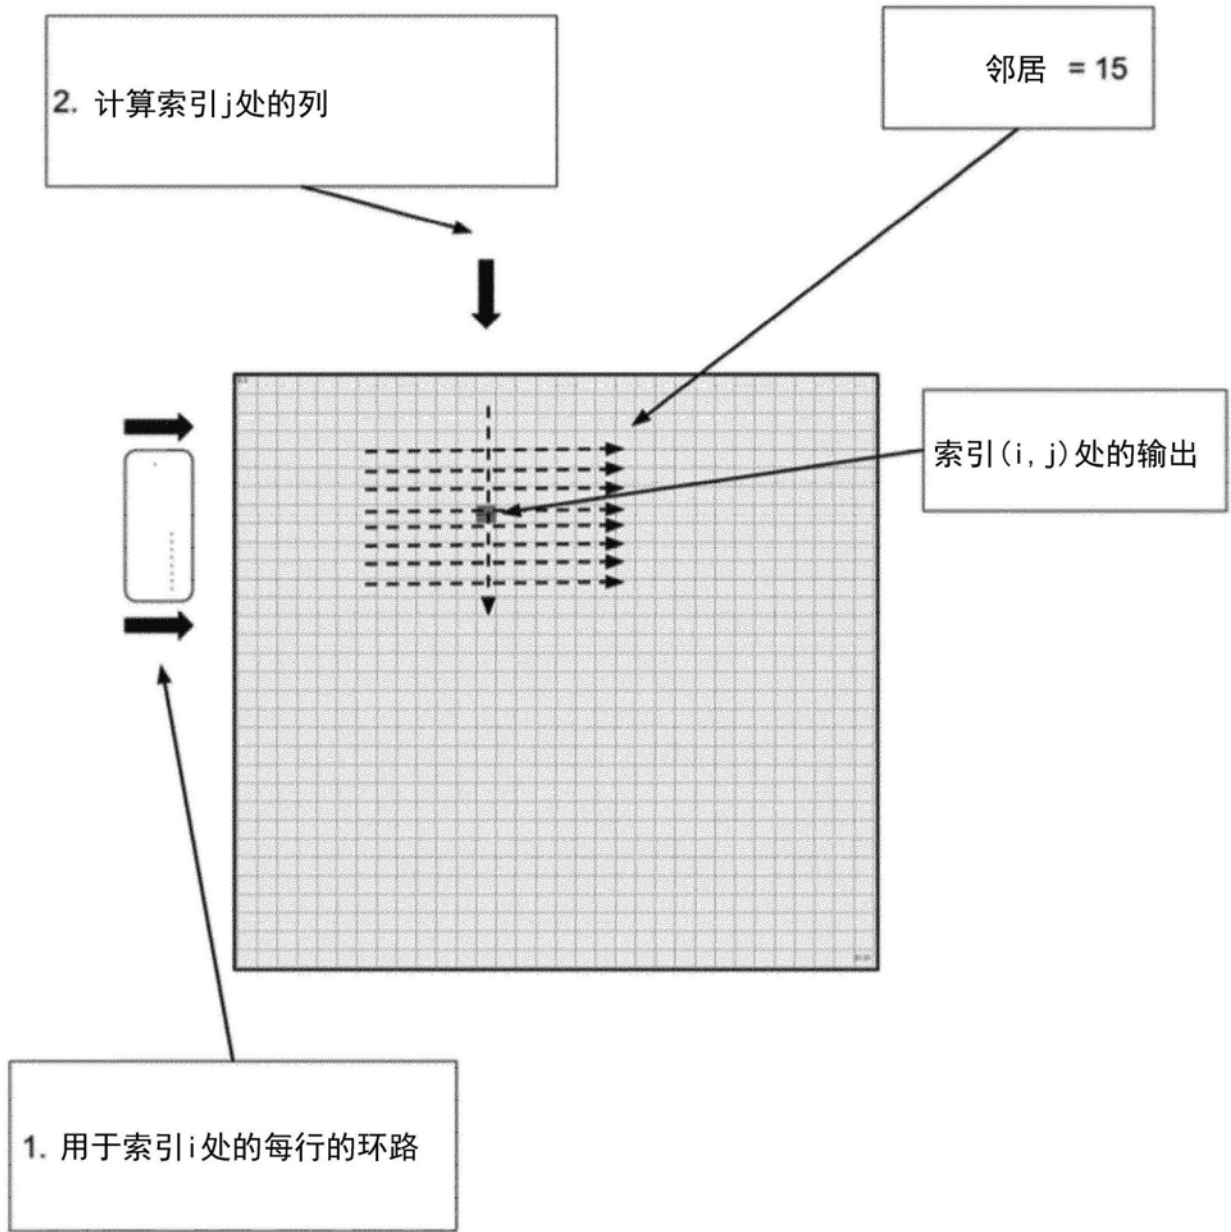 2. 计算索引j处的列
邻居 = 15
索引(i, j)处的输出
1. 用于索引i处的每行的环路